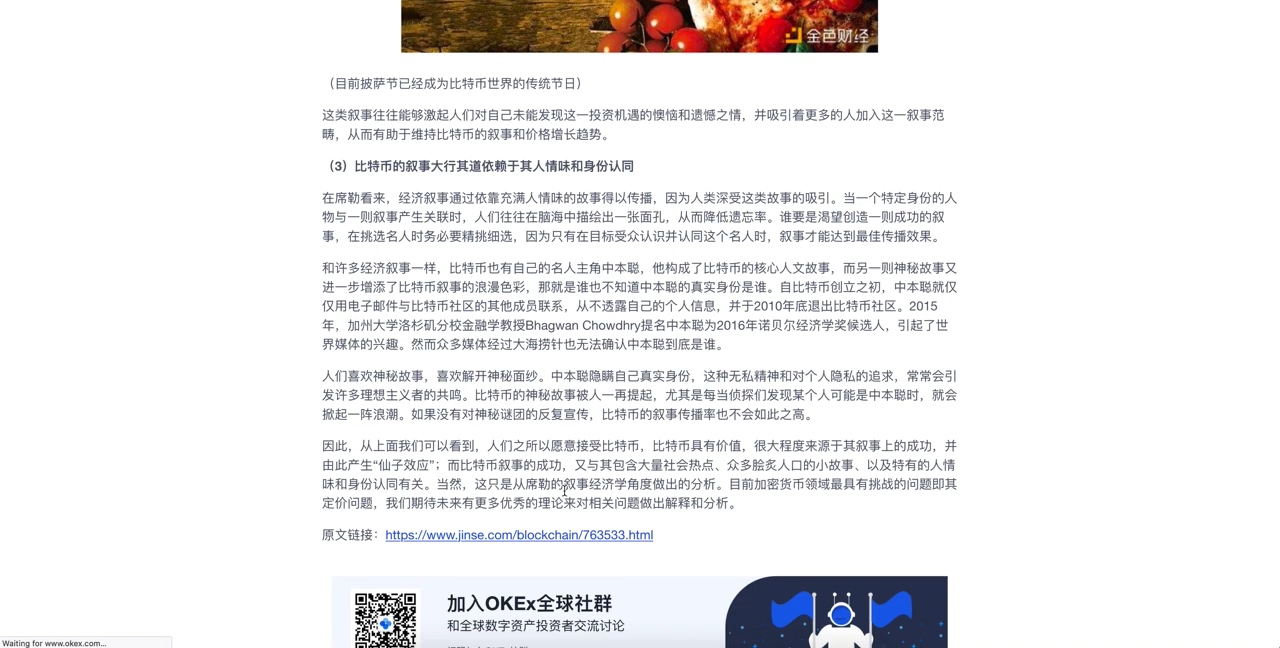 金色财经
（目前披萨节已经成为比特币世界的传统节日）
这类叙事往往能够激起人们对自己未能发现这一投资机遇的懊恼和遗憾之情，并吸引着更多的人加入这一叙事范
畴，从而有助于维持比特币的叙事和价格增长趋势。
（3）比特币的叙事大行其道依赖于其人情味和身份认同
在席勒看来，经济叙事通过依靠充满人情味的故事得以传播，因为人类深受这类故事的吸引。当一个特定身份的人
物与一则叙事产生关联时，人们往往在脑海中描绘出一张面孔，从而降低遗忘率。谁要是渴望创造一则成功的叙
事，在挑选名人时务必要精挑细选，因为只有在目标受众认识并认同这个名人时，叙事才能达到最佳传播效果。
和许多经济叙事一样，比特币也有自己的名人主角中本聪，他构成了比特币的核心人文故事，而另一则神秘故事又
进一步增添了比特币叙事的浪漫色彩，那就是谁也不知道中本聪的真实身份是谁。自比特币创立之初，中本聪就仅
仅用电子邮件与比特币社区的其他成员联系，从不透露自己的个人信息，并于2010年底退出比特币社区。2015
年，加州大学洛杉矶分校金融学教授Bhagwan Chowdhry提名中本聪为2016年诺贝尔经济学奖候选人，引起了世
界媒体的兴趣。然而众多媒体经过大海捞针也无法确认中本聪到底是谁。
人们喜欢神秘故事，喜欢解开神秘面纱。中本聪隐瞒自己真实身份，这种无私精神和对个人隐私的追求，常常会引
发许多理想主义者的共鸣。比特币的神秘故事被人一再提起，尤其是每当侦探们发现某个人可能是中本聪时，就会
掀起一阵浪潮。如果没有对神秘谜团的反复宣传，比特币的叙事传播率也不会如此之高。
因此，从上面我们可以看到，人们之所以愿意接受比特币，比特币具有价值，很大程度来源于其叙事上的成功，并
由此产生“仙子效应”；而比特币叙事的成功，又与其包含大量社会热点、众多脍炙人口的小故事、以及特有的人情
味和身份认同有关。当然，这只是从席勒的叙事经济学角度做出的分析。目前加密货币领域最具有挑战的问题即其
定价问题，我们期待未来有更多优秀的理论来对相关问题做出解释和分析。
原文链接：https://www.jinse.com/blockchain/763533.html
加入OKEx全球社群
和全球数字资产投资者交流讨论
Waiting for www.okex.com...